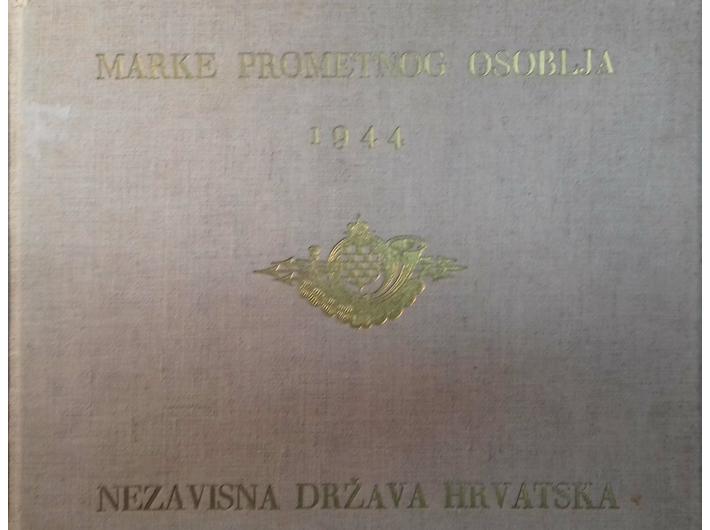 MARKE PROMETNOG OSOBLJA
1944
NEZAVISNA DRŽAVA HRVATSKA